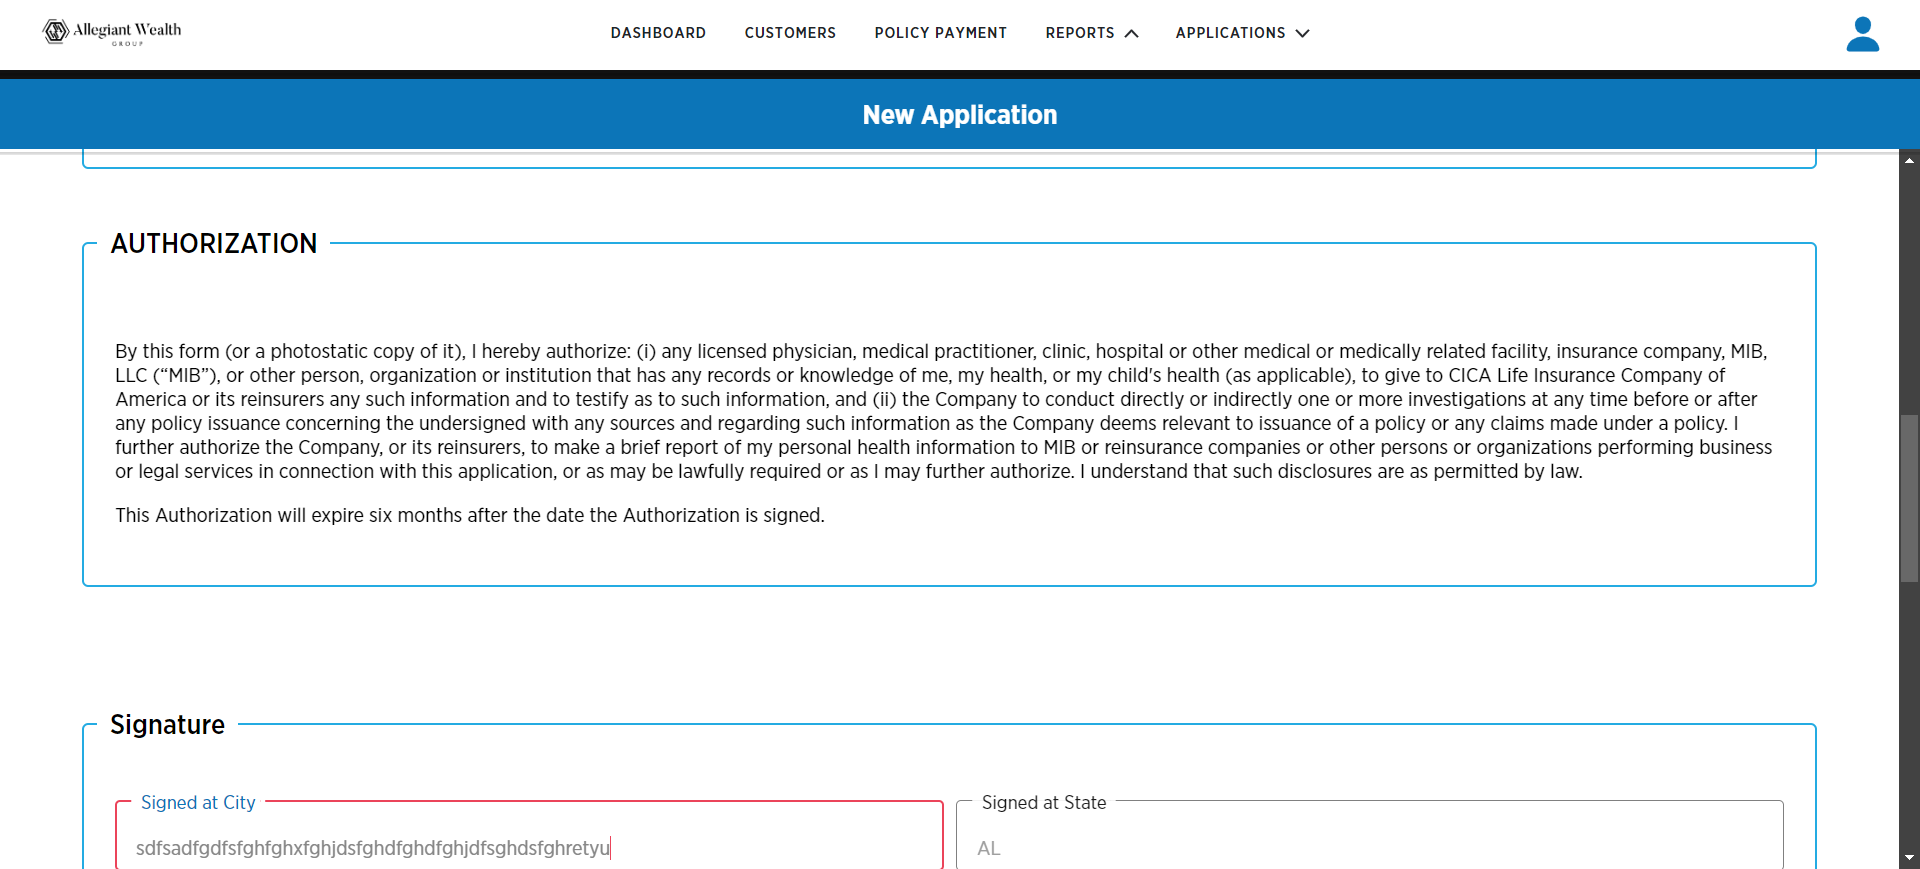 Allegiant Wealth
GROUP
DASHBOARD CUSTOMERS POLICY PAYMENT REPORTS APPLICATIONS
New Application
AUTHORIZATION
By this form (or a photostatic copy of it), I hereby authorize: (i) any licensed physician, medical practitioner, clinic, hospital or other medical or medically related facility, insurance company, MIB,
LLC (“MIB”), or other person, organization or institution that has any records or knowledge of me, my health, or my child's health (as applicable), to give to CICA Life Insurance Company of
America or its reinsurers any such information and to testify as to such information, and (ii) the Company to conduct directly or indirectly one or more investigations at any time before or after
any policy issuance concerning the undersigned with any sources and regarding such information as the Company deems relevant to issuance of a policy or any claims made under a policy. I
further authorize the Company, or its reinsurers, to make a brief report of my personal health information to MIB or reinsurance companies or other persons or organizations performing business
or legal services in connection with this application, or as may be lawfully required or as I may further authorize. I understand that such disclosures are as permitted by law.
This Authorization will expire six months after the date the Authorization is signed.
Signature
Signed at City
sdfsadfgdfsfghfghxfghjdsfghdfghdfghjdfsghdsfghretyu
Signed at State
AL